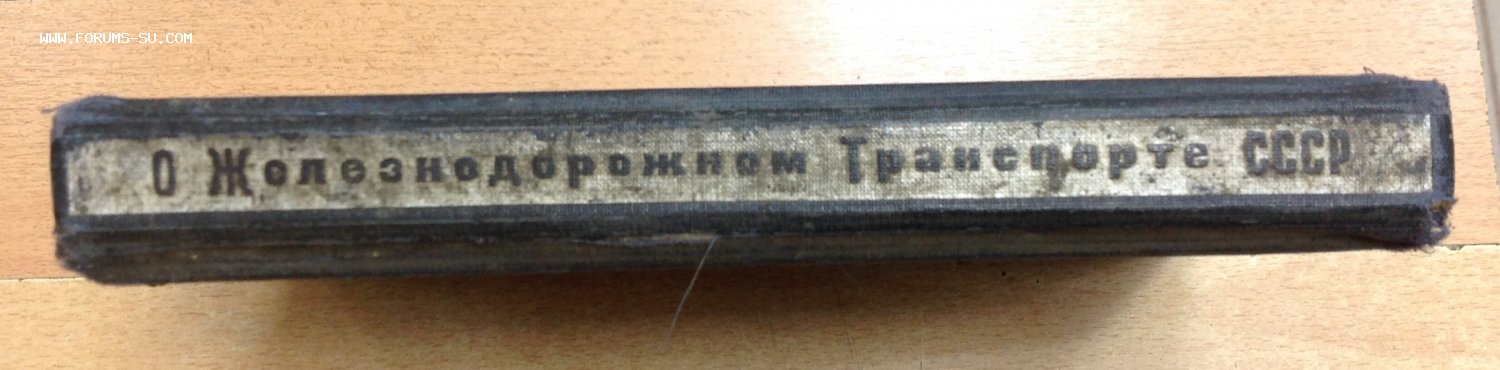 WWW.FORUMS-SU.COM
О Железнодорожном Транспорте СССР